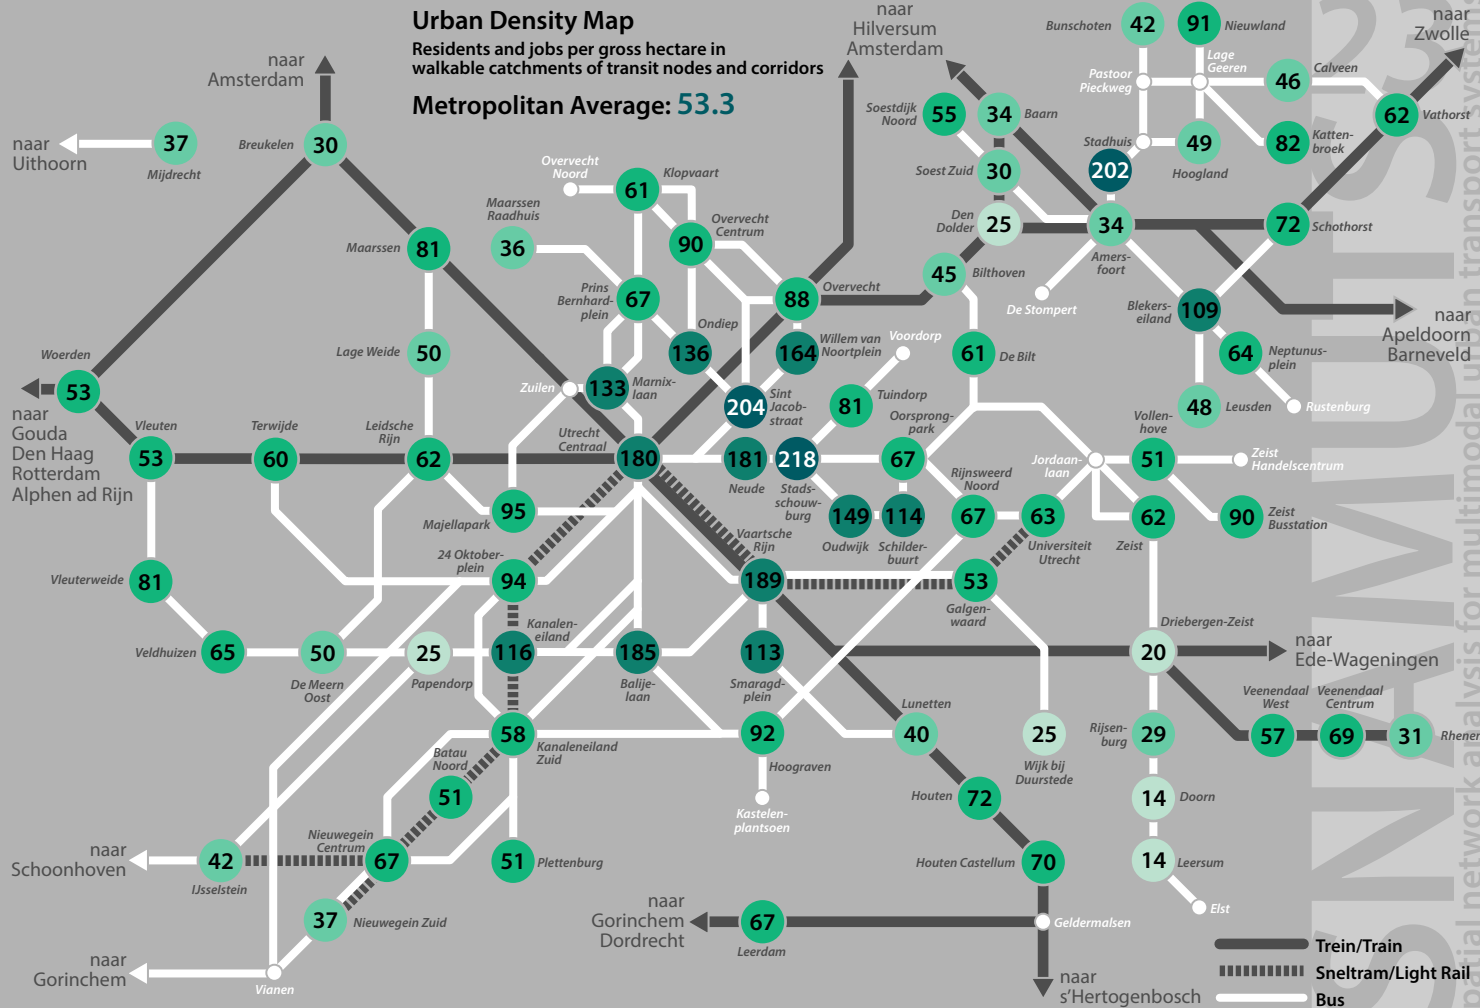 Urban Density Map
Residents and jobs per gross hectare in
walkable catchments of transit nodes and corridors
Metropolitan Average: 53.3
naar
Amsterdam
naar
Hilversum
Amsterdam
naar
Zwolle
naar
Uithoorn
37
Mijdrecht
Breukelen
30
Bunschoten
42
91
Nieuwland
Pastoor
Pieckweg
Lage
Geeren
46
Calveen
62
Vathorst
Soestdijk
Noord
55
34
Baarn
Stadhuis
202
49
Hoogland
82
Katten-
broek
Soest Zuid
30
Overvecht
Noord
61
Klopvaart
Maarssen
Raadhuis
36
Overvecht
Centrum
90
Den
Dolder
25
34
Amers-
foort
72
Schothorst
Maarssen
81
Prins
Bernhard-
plein
67
88
Overvecht
45
Bilthoven
De Stompert
Blekers-
eiland
109
naar
Apeldoorn
Barneveld
Woerden
53
Lage Weide
50
Ondiep
136
164
Willem van
Noortplein
Voordorp
61
De Bilt
64
Neptunus-
plein
naar
Gouda
Den Haag
Rotterdam
Alphen ad Rijn
Zuilen
133
Marnix-
laan
204
Sint
Jacob-
straat
81
Tuindorp
Oorsprong-
park
48
Leusden
Rustenburg
Vleuten
53
Terwijde
60
Leidsche
Rijn
62
Utrecht
Centraal
180
181
Neude
218
Stads-
schouw-
burg
67
Jordaan-
laan
Vollen-
hove
51
Zeist
Handelscentrum
95
Majellapark
149
Oudwijk
114
Schilder-
buurt
Rijnsweerd
Noord
67
63
Universiteit
Utrecht
62
Zeist
90
Zeist
Busstation
Vleuterweide
81
24 Oktober-
plein
94
Vaartsche
Rijn
189
53
Galgen-
waard
Veldhuizen
65
50
De Meern
Oost
25
Papendorp
Kanalen-
eiland
116
185
Balije-
laan
113
Smaragd-
plein
Driebergen-Zeist
20
naar
Ede-Wageningen
58
Kanaleneiland
Zuid
92
Hoograven
Lunetten
40
25
Wijk bij
Duurstede
Rijsen-
burg
29
Veenendaal
West
57
Veenendaal
Centrum
69
31
Rhenen
Batau
Noord
51
Kastelen-
plantsoen
Houten
72
14
Doorn
naar
Schoonhoven
42
IJsselstein
Nieuwegein
Centrum
67
51
Plettenburg
Houten Castellum
70
14
Leersum
37
Nieuwegein Zuid
naar
Gorinchem
Dordrecht
67
Leerdam
Geldermalsen
Elst
naar
Gorinchem
Vianen
naar
s'Hertogenbosch
Trein/Train
Sneltram/Light Rail
Bus
SNAMUTS
23
spatial network analysis for multimodal urban transport systems